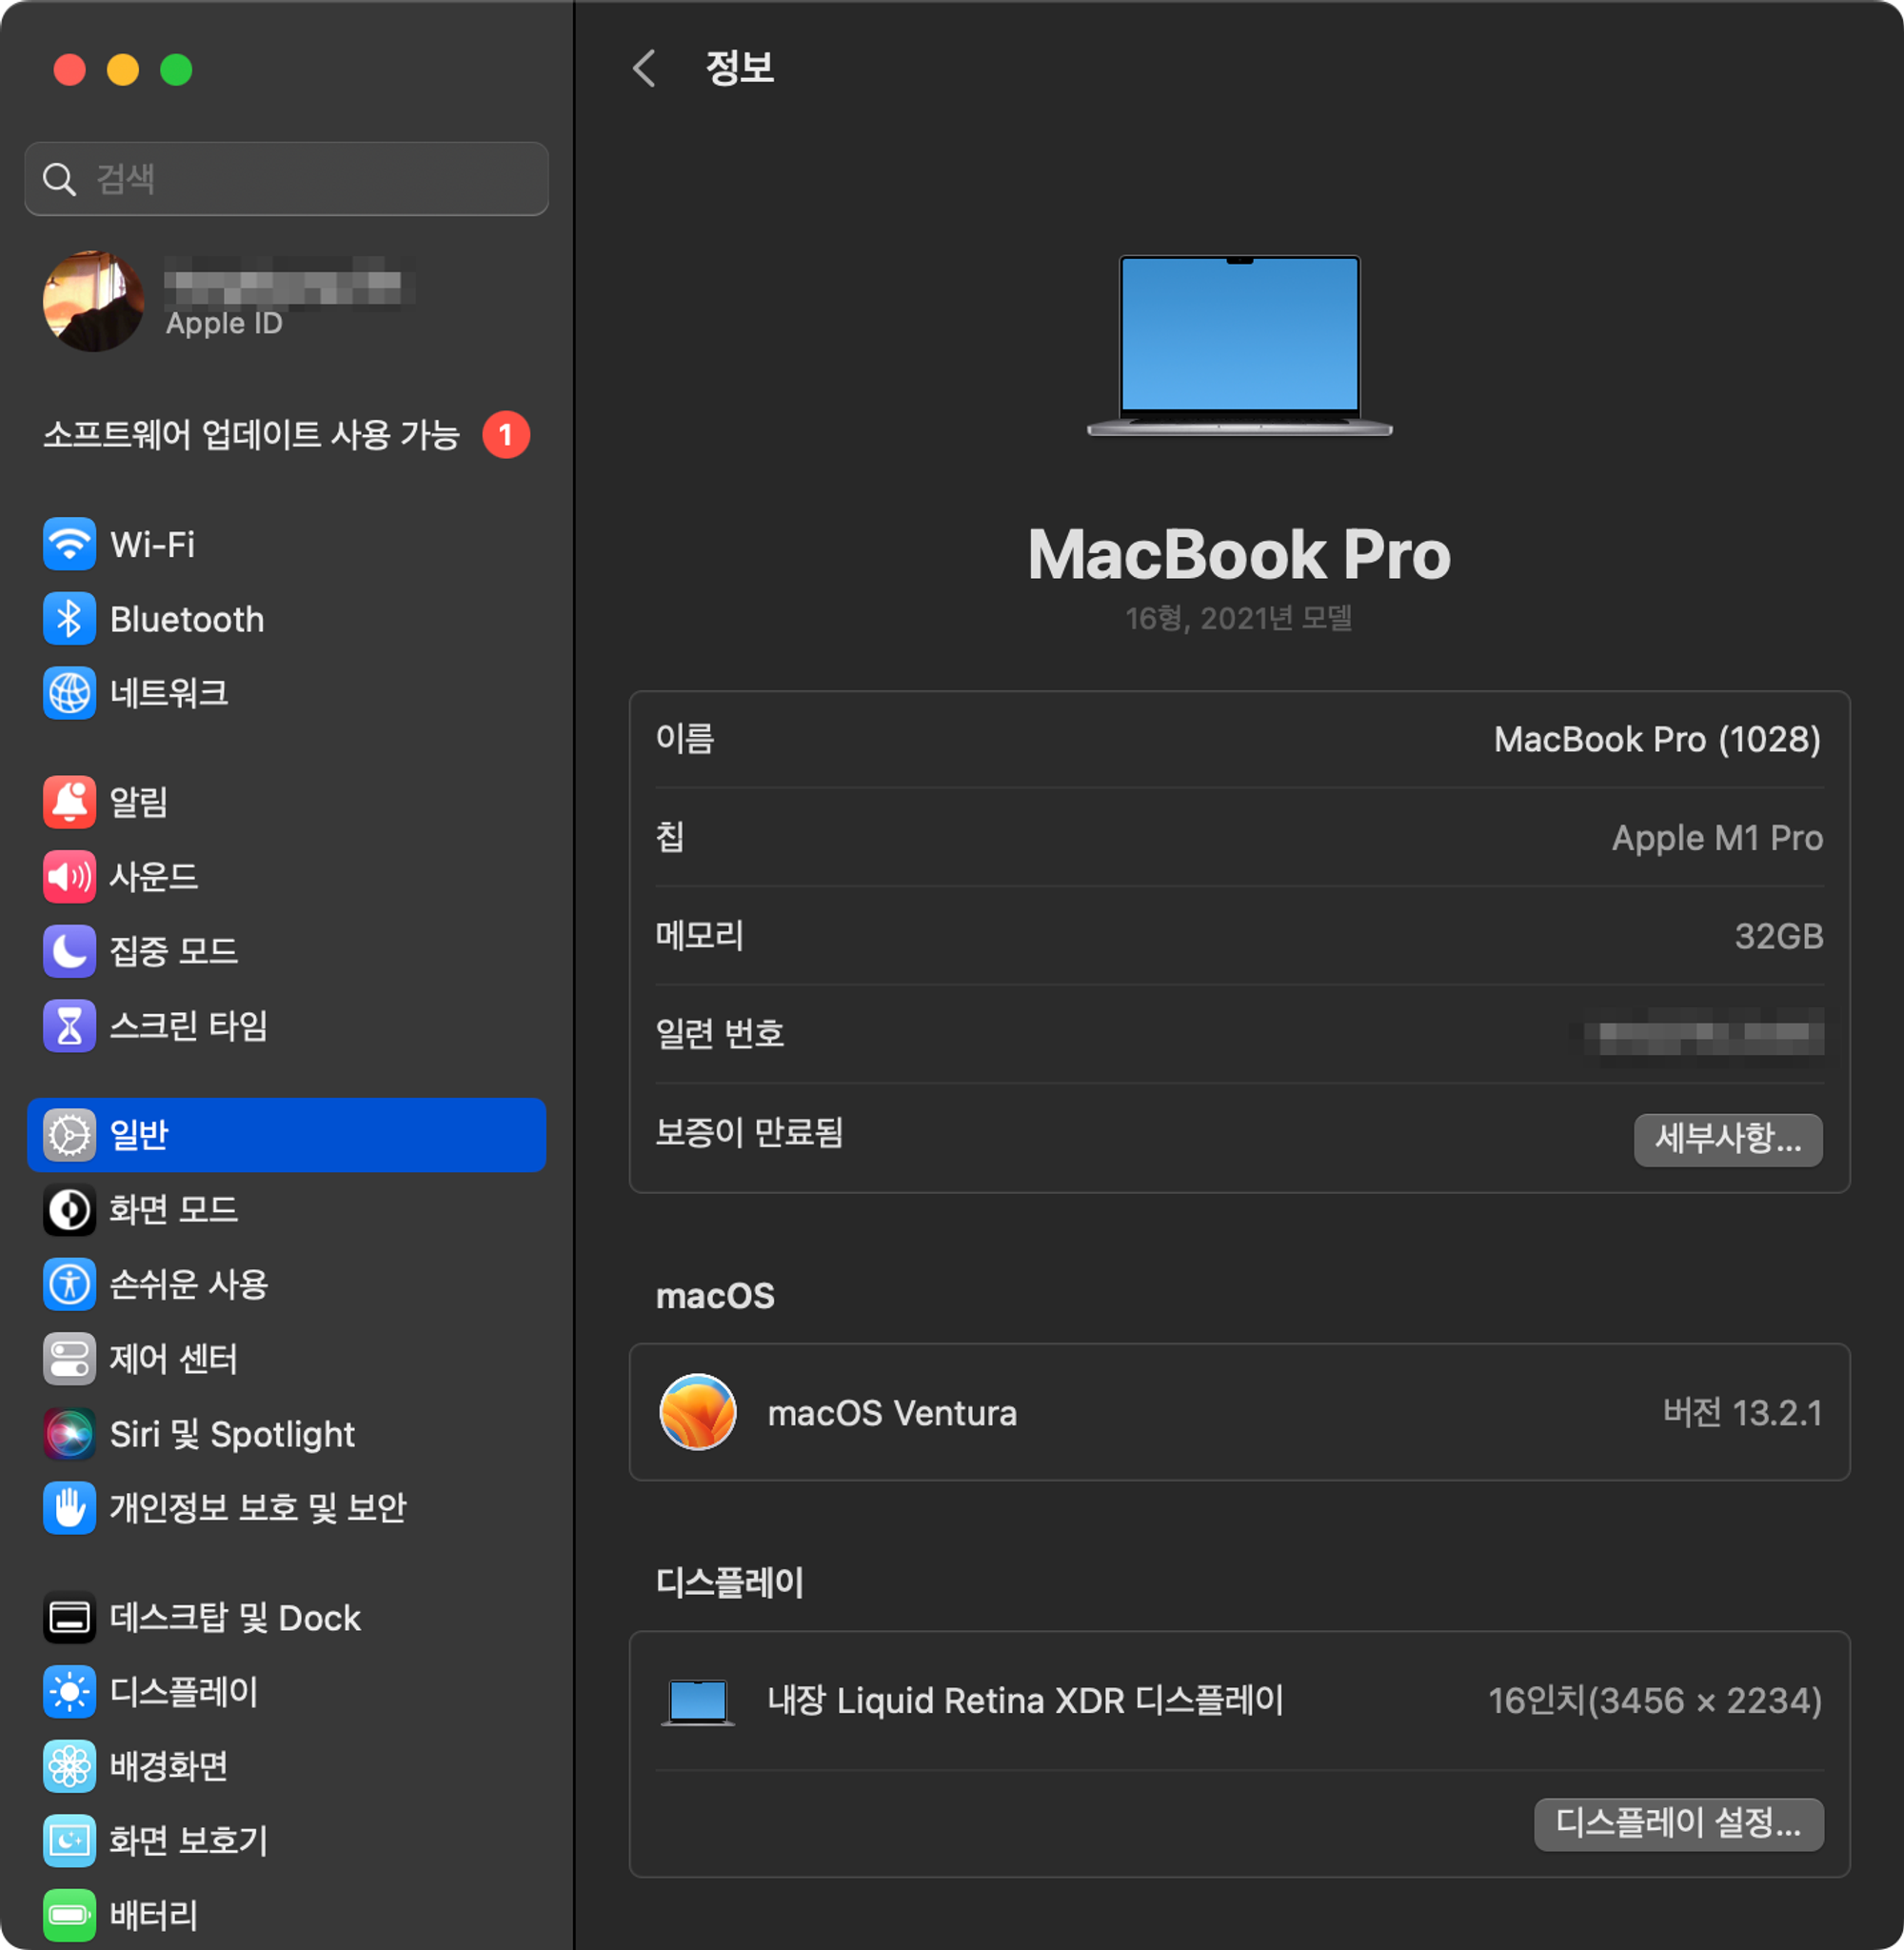 검색
Apple ID
소프트웨어 업데이트 사용 가능 1
Wi-Fi
Bluetooth
네트워크
알림
사운드
집중 모드
스크린 타임
일반
화면 모드
손쉬운 사용
제어 센터
Siri 및 Spotlight
개인정보 보호 및 보안
데스크탑 및 Dock
디스플레이
배경화면
화면 보호기
배터리
정보
MacBook Pro
16형, 2021년 모델
이름 MacBook Pro (1028)
칩 Apple M1 Pro
메모리 32GB
일련 번호
보증이 만료됨 세부사항...
macOS
macOS Ventura 버전 13.2.1
디스플레이
내장 Liquid Retina XDR 디스플레이 16인치(3456 × 2234)
디스플레이 설정...